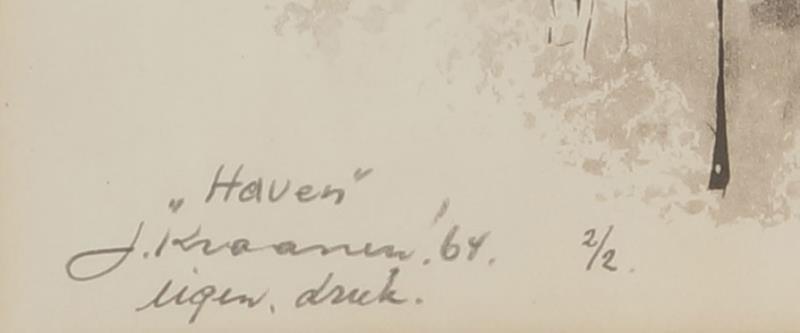 „Haven"
J. Kraanen '64. 2/2.
eigen. druk.